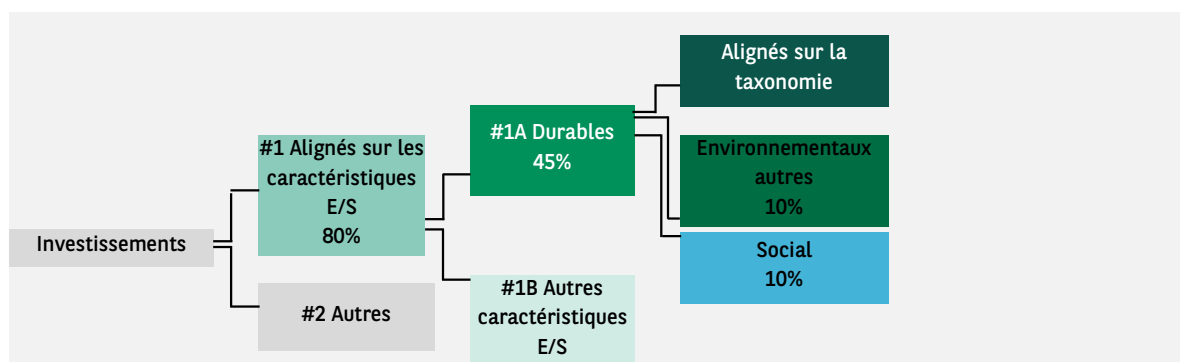 Investissements
#1 Alignés sur les
caractéristiques
E/S
80%
#2 Autres
#1A Durables
45%
#1B Autres
caractéristiques
E/S
Alignés sur la
taxonomie
Environnementaux
autres
10%
Social
10%